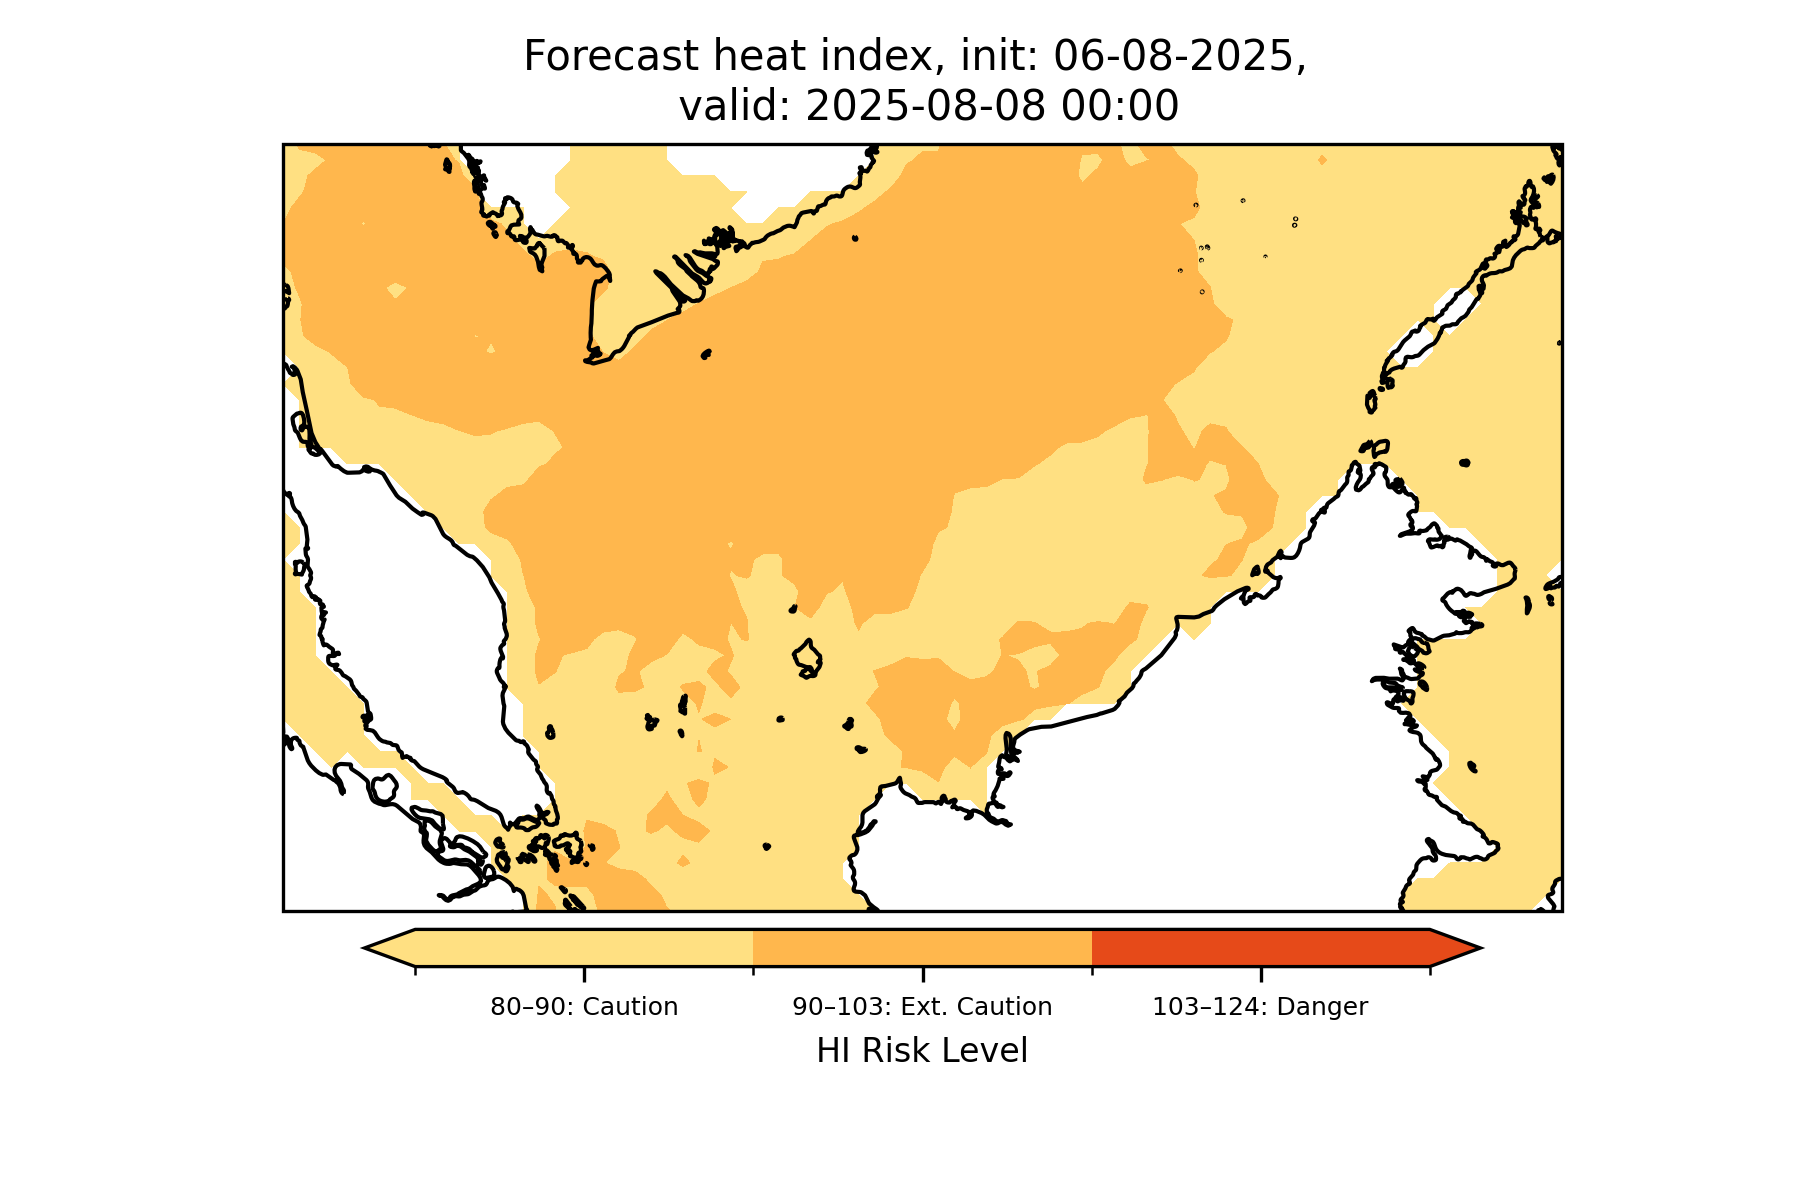 Forecast heat index, init: 06-08-2025,
valid: 2025-08-08 00:00
80–90: Caution
90–103: Ext. Caution
103–124: Danger
HI Risk Level